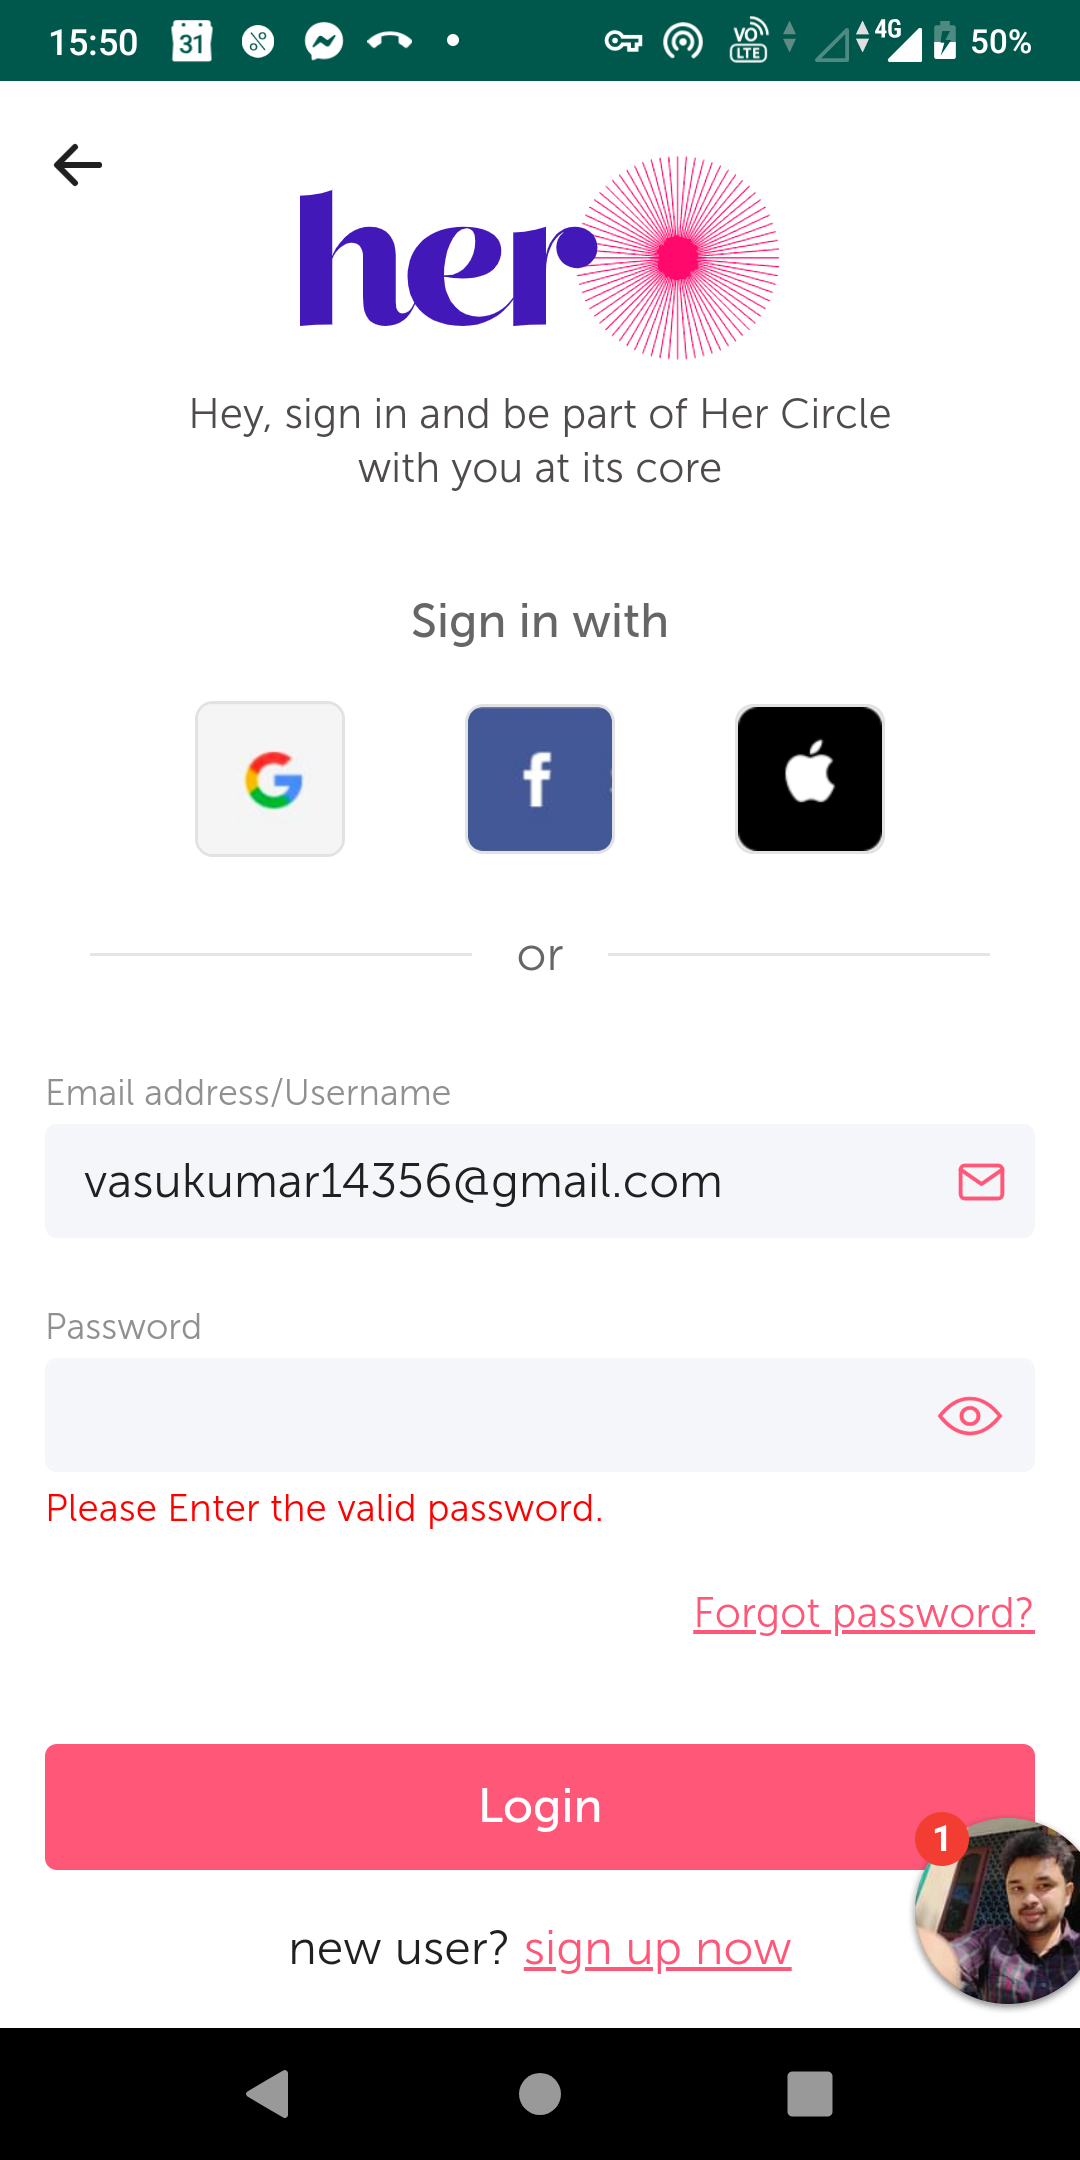 15:50 31 VO LTE 4G 50%
her
Hey, sign in and be part of Her Circle
with you at its core
Sign in with
or
Email address/Username
vasukumar14356@gmail.com
Password
Please Enter the valid password.
Forgot password?
Login
1
new user? sign up now